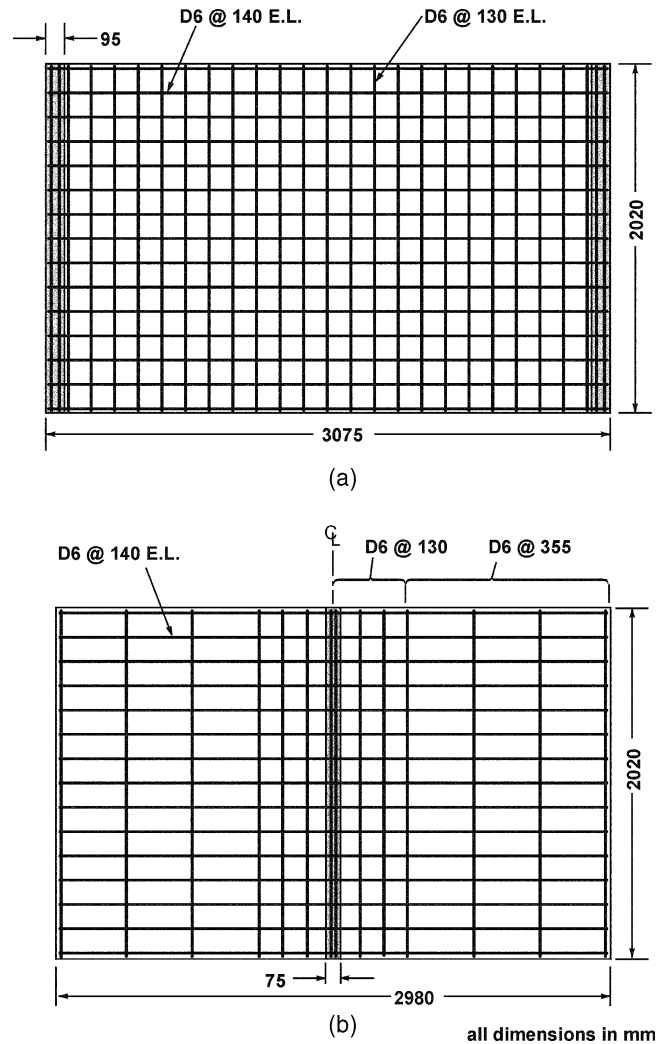 D6 @ 140 E.L.
D6 @ 130 E.L.
95
2020
3075
(a)
CL
D6 @ 140 E.L.
D6 @ 130
D6 @ 355
2020
75
2980
(b)
all dimensions in mm